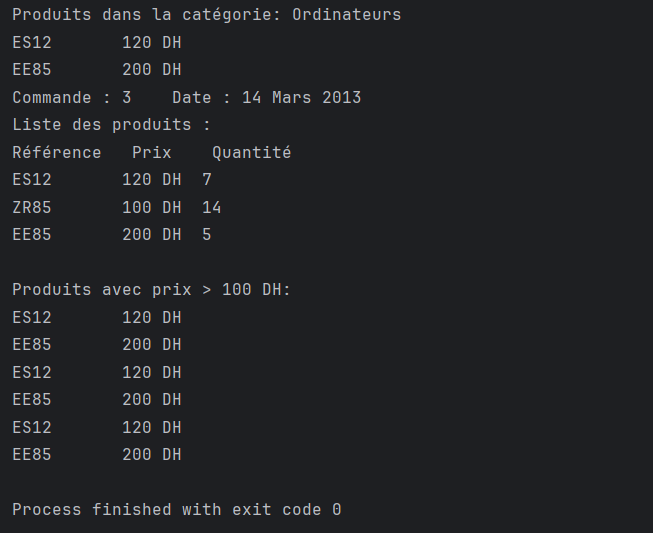 Produits dans la catégorie: Ordinateurs
ES12       120 DH
EE85       200 DH
Commande : 3    Date : 14 Mars 2013
Liste des produits :
Référence   Prix    Quantité
ES12       120 DH  7
ZR85       100 DH  14
EE85       200 DH  5

Produits avec prix > 100 DH:
ES12       120 DH
EE85       200 DH
ES12       120 DH
EE85       200 DH
ES12       120 DH
EE85       200 DH

Process finished with exit code 0